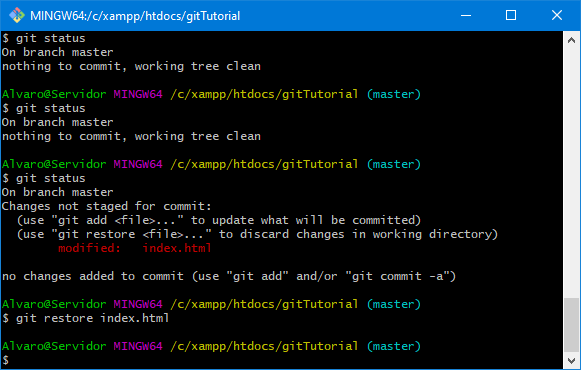 MINGW64:/c/xampp/htdocs/gitTutorial
$ git status
On branch master
nothing to commit, working tree clean
Alvaro@Servidor MINGW64 /c/xampp/htdocs/gitTutorial (master)
$ git status
On branch master
nothing to commit, working tree clean
Alvaro@Servidor MINGW64 /c/xampp/htdocs/gitTutorial (master)
$ git status
On branch master
Changes not staged for commit:
  (use "git add <file>..." to update what will be committed)
  (use "git restore <file>..." to discard changes in working directory)
        modified:   index.html
no changes added to commit (use "git add" and/or "git commit -a")
Alvaro@Servidor MINGW64 /c/xampp/htdocs/gitTutorial (master)
$ git restore index.html
Alvaro@Servidor MINGW64 /c/xampp/htdocs/gitTutorial (master)
$